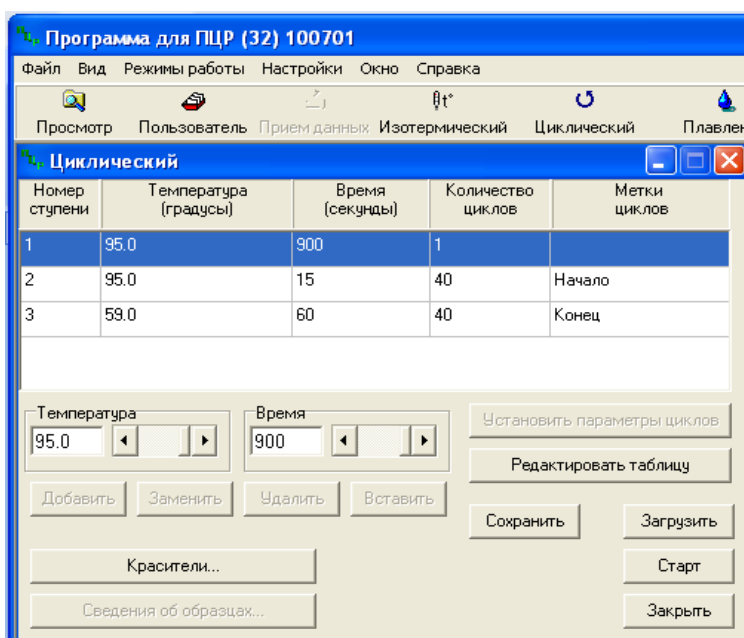 Программа для ПЦР (32) 100701
Файл Вид Режимы работы Настройки Окно Справка
Просмотр Пользователь Прием данных Изотермический Циклический
Циклический
Номер ступени Температура (градусы) Время (секунды) Количество циклов Метки циклов
1 95.0 900 1
2 95.0 15 40 Начало
3 59.0 60 40 Конец
Температура Время
95.0 900
Установить параметры циклов
Редактировать таблицу
Добавить Заменить Удалить Вставить
Сохранить Загрузить
Красители... Старт
Сведения об образцах... Закрыть